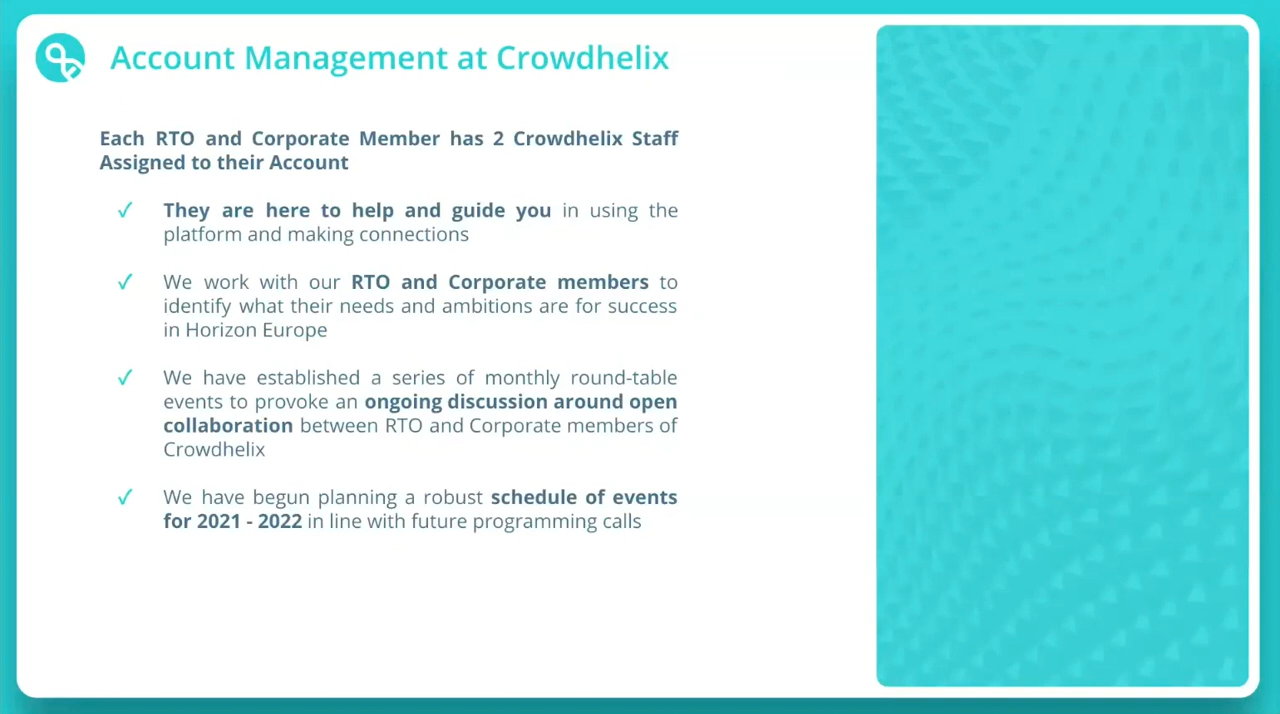 Account Management at Crowdhelix
Each RTO and Corporate Member has 2 Crowdhelix Staff
Assigned to their Account
✓ They are here to help and guide you in using the
platform and making connections
✓ We work with our RTO and Corporate members to
identify what their needs and ambitions are for success
in Horizon Europe
✓ We have established a series of monthly round-table
events to provoke an ongoing discussion around open
collaboration between RTO and Corporate members of
Crowdhelix
✓ We have begun planning a robust schedule of events
for 2021 - 2022 in line with future programming calls